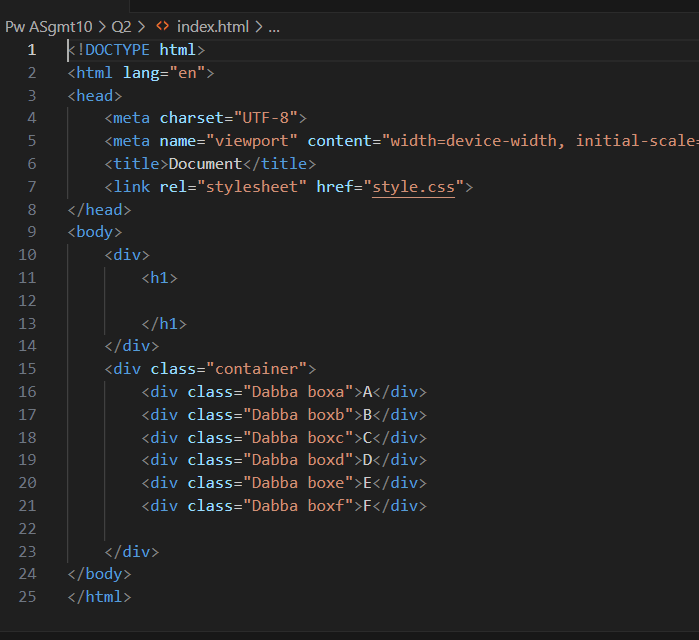 Pw ASgmt10 > Q2 > <> index.html > ...
1 <!DOCTYPE html>
2 <html lang="en">
3 <head>
4     <meta charset="UTF-8">
5     <meta name="viewport" content="width=device-width, initial-scale=
6     <title>Document</title>
7     <link rel="stylesheet" href="style.css">
8 </head>
9 <body>
10     <div>
11         <h1>
12
13         </h1>
14     </div>
15     <div class="container">
16         <div class="Dabba boxa">A</div>
17         <div class="Dabba boxb">B</div>
18         <div class="Dabba boxc">C</div>
19         <div class="Dabba boxd">D</div>
20         <div class="Dabba boxe">E</div>
21         <div class="Dabba boxf">F</div>
22
23     </div>
24 </body>
25 </html>